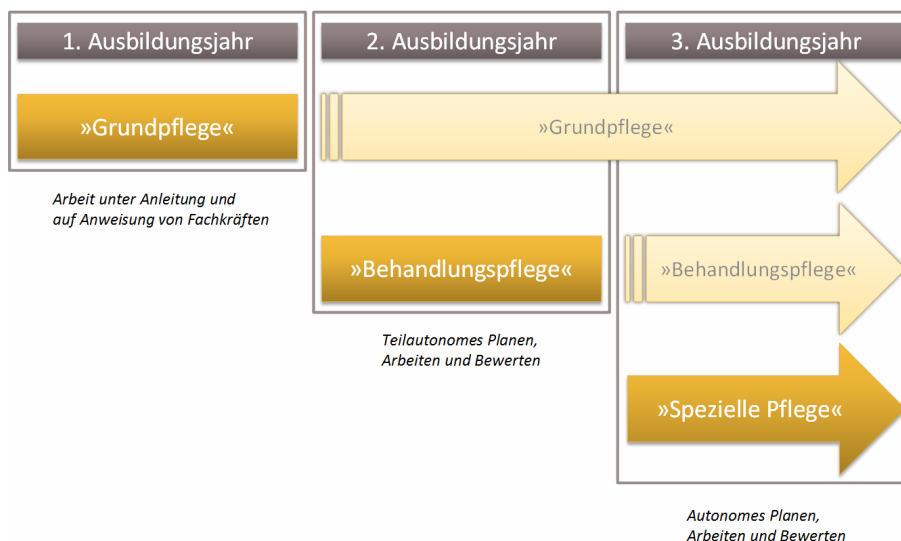 1. Ausbildungsjahr
2. Ausbildungsjahr
3. Ausbildungsjahr
»Grundpflege«
»Grundpflege«
Arbeit unter Anleitung und
auf Anweisung von Fachkräften
»Behandlungspflege«
»Behandlungspflege«
Teilautonomes Planen,
Arbeiten und Bewerten
»Spezielle Pflege«
Autonomes Planen,
Arbeiten und Bewerten